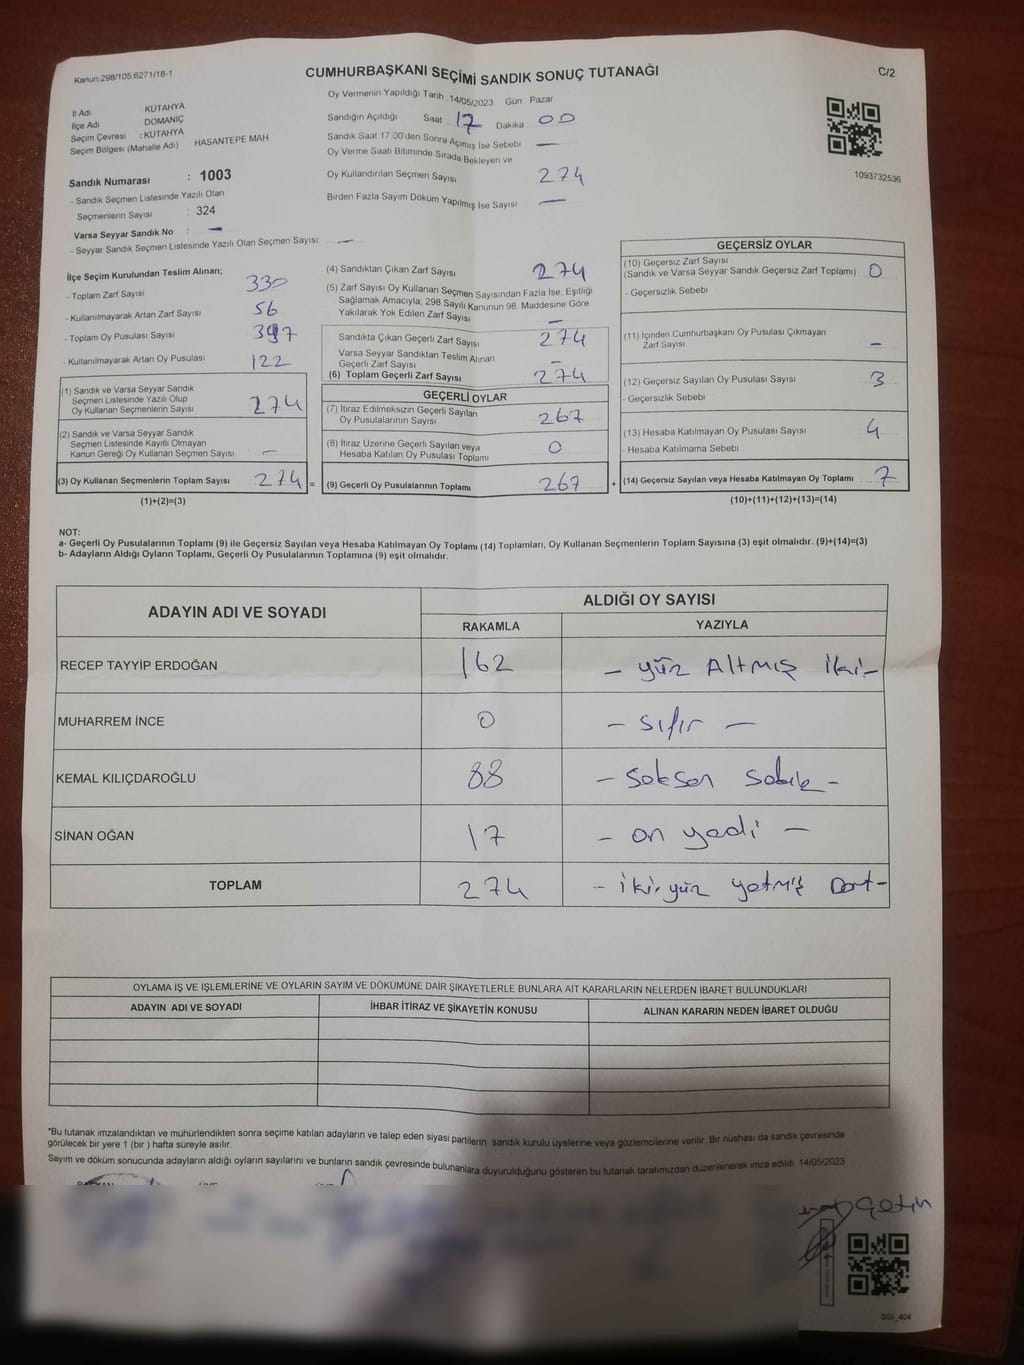 Kanun,298/105,6271/18-1
CUMHURBAŞKANI SEÇİMİ SANDIK SONUÇ TUTANAĞI
C/2
İl Adı KÜTAHYA
İlçe Adı DOMANİÇ
Seçim Çevresi : KÜTAHYA
Seçim Bölgesi (Mahalle Adı) HASANTEPE MAH
Sandık Numarası : 1003
- Sandık Seçmen Listesinde Yazılı Olan
Seçmenlerin Sayısı : 324
Varsa Seyyar Sandık No : —
- Seyyar Sandık Seçmen Listesinde Yazılı Olan Seçmen Sayısı: —
Oy Vermenin Yapıldığı Tarih 14/05/2023 Gün Pazar
Sandığın Açıldığı Saat 17 Dakika 00
Sandık Saat 17.00'den Sonra Açılmış İse Sebebi —
Oy Verme Saati Bitiminde Sırada Bekleyen ve
Oy Kullandırılan Seçmen Sayısı 274
Birden Fazla Sayım Döküm Yapılmış İse Sayısı —
1093732536
İlçe Seçim Kurulundan Teslim Alınan;
- Toplam Zarf Sayısı 330
- Kullanılmayarak Artan Zarf Sayısı 56
- Toplam Oy Pusulası Sayısı 397
- Kullanılmayarak Artan Oy Pusulası 122
(1) Sandık ve Varsa Seyyar Sandık
Seçmen Listesinde Yazılı Olup
Oy Kullanan Seçmenlerin Sayısı 274
(2) Sandık ve Varsa Seyyar Sandık
Seçmen Listesinde Kayıtlı Olmayan
Kanun Gereği Oy Kullanan Seçmen Sayısı —
(3) Oy Kullanan Seçmenlerin Toplam Sayısı 274 =
(1)+(2)=(3)
(4) Sandıktan Çıkan Zarf Sayısı 274
(5) Zarf Sayısı Oy Kullanan Seçmen Sayısından Fazla İse, Eşitliği
Sağlamak Amacıyla; 298 Sayılı Kanunun 98. Maddesine Göre
Yakılarak Yok Edilen Zarf Sayısı —
Sandıkta Çıkan Geçerli Zarf Sayısı 274
Varsa Seyyar Sandıktan Teslim Alınan
Geçerli Zarf Sayısı —
(6) Toplam Geçerli Zarf Sayısı 274
GEÇERLİ OYLAR
(7) İtiraz Edilmeksizin Geçerli Sayılan
Oy Pusulalarının Sayısı 267
(8) İtiraz Üzerine Geçerli Sayılan veya
Hesaba Katılan Oy Pusulası Toplamı 0
(9) Geçerli Oy Pusulalarının Toplamı 267 +
GEÇERSİZ OYLAR
(10) Geçersiz Zarf Sayısı
(Sandık ve Varsa Seyyar Sandık Geçersiz Zarf Toplamı) 0
- Geçersizlik Sebebi
(11) İçinden Cumhurbaşkanı Oy Pusulası Çıkmayan
Zarf Sayısı —
(12) Geçersiz Sayılan Oy Pusulası Sayısı 3
- Geçersizlik Sebebi
(13) Hesaba Katılmayan Oy Pusulası Sayısı 4
- Hesaba Katılmama Sebebi
(14) Geçersiz Sayılan veya Hesaba Katılmayan Oy Toplamı 7
(10)+(11)+(12)+(13)=(14)
NOT:
a- Geçerli Oy Pusulalarının Toplamı (9) ile Geçersiz Sayılan veya Hesaba Katılmayan Oy Toplamı (14) Toplamları, Oy Kullanan Seçmenlerin Toplam Sayısına (3) eşit olmalıdır. (9)+(14)=(3)
b- Adayların Aldığı Oyların Toplamı, Geçerli Oy Pusulalarının Toplamına (9) eşit olmalıdır.
ADAYIN ADI VE SOYADI
ALDIĞI OY SAYISI
RAKAMLA YAZIYLA
RECEP TAYYİP ERDOĞAN 162 - yüz Altmış iki -
MUHARREM İNCE 0 - sıfır -
KEMAL KILIÇDAROĞLU 88 - Seksen sekiz -
SİNAN OĞAN 17 - on yedi -
TOPLAM 274 - iki yüz yetmiş Dört -
OYLAMA İŞ VE İŞLEMLERİNE VE OYLARIN SAYIM VE DÖKÜMÜNE DAİR ŞİKAYETLERLE BUNLARA AİT KARARLARIN NELERDEN İBARET BULUNDUKLARI
ADAYIN ADI VE SOYADI İHBAR İTİRAZ VE ŞİKAYETİN KONUSU ALINAN KARARIN NEDEN İBARET OLDUĞU
*Bu tutanak imzalandıktan ve mühürlendikten sonra seçime katılan adayların ve talep eden siyasi partilerin sandık kurulu üyelerine veya gözlemcilerine verilir. Bir nüshası da sandık çevresinde
görülecek bir yere 1 (bir) hafta süreyle asılır.
Sayım ve döküm sonucunda adayların aldığı oyların sayılarını ve bunların sandık çevresinde bulunanlara duyurulduğunu gösteren bu tutanak tarafımızdan düzenlenerek imza edildi. 14/05/2023